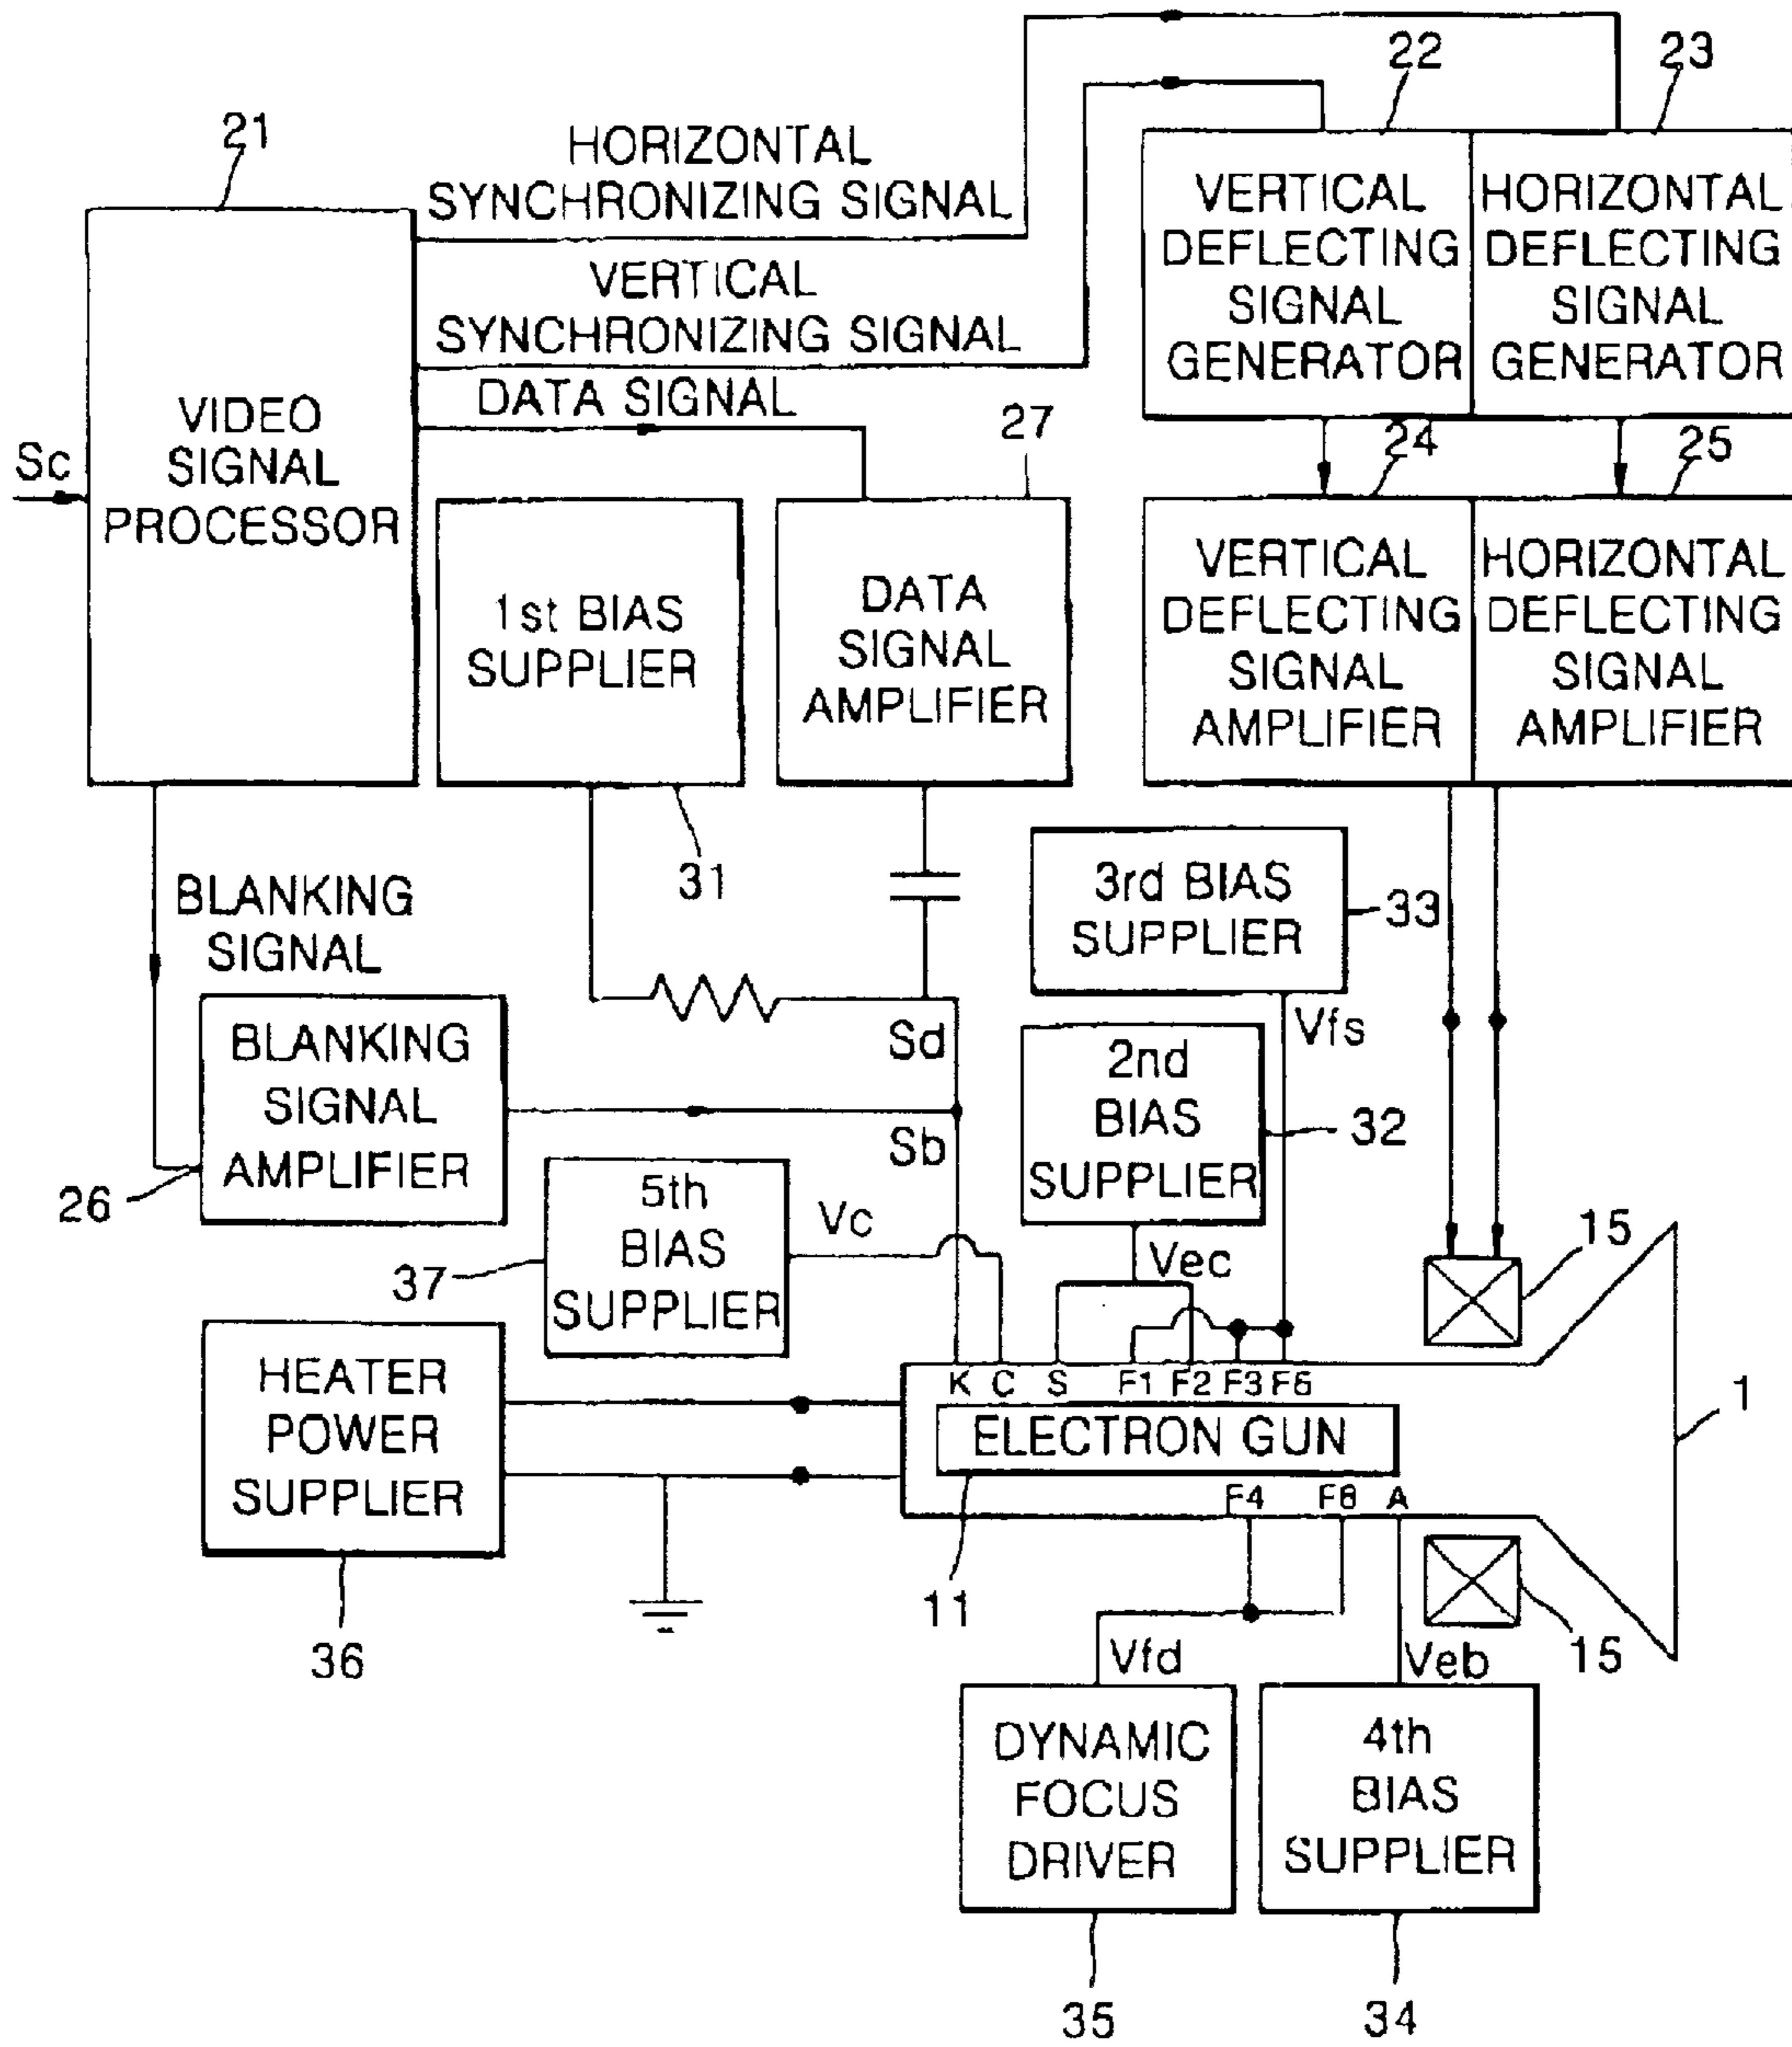 22
23
21
HORIZONTAL
SYNCHRONIZING SIGNAL
VERTICAL
SYNCHRONIZING SIGNAL
DATA SIGNAL
VERTICAL
DEFLECTING
SIGNAL
GENERATOR
HORIZONTAL
DEFLECTING
SIGNAL
GENERATOR
Sc
VIDEO
SIGNAL
PROCESSOR
27
24
25
1st BIAS
SUPPLIER
DATA
SIGNAL
AMPLIFIER
VERTICAL
DEFLECTING
SIGNAL
AMPLIFIER
HORIZONTAL
DEFLECTING
SIGNAL
AMPLIFIER
31
BLANKING
SIGNAL
3rd BIAS
SUPPLIER
33
Vfs
BLANKING
SIGNAL
AMPLIFIER
26
Sd
Sb
2nd
BIAS
SUPPLIER
32
5th
BIAS
SUPPLIER
37
Vc
Vec
15
HEATER
POWER
SUPPLIER
36
K C S F1 F2 F3 F5
ELECTRON GUN
1
F4 F6 A
11
15
Vfd
Veb
DYNAMIC
FOCUS
DRIVER
4th
BIAS
SUPPLIER
35
34